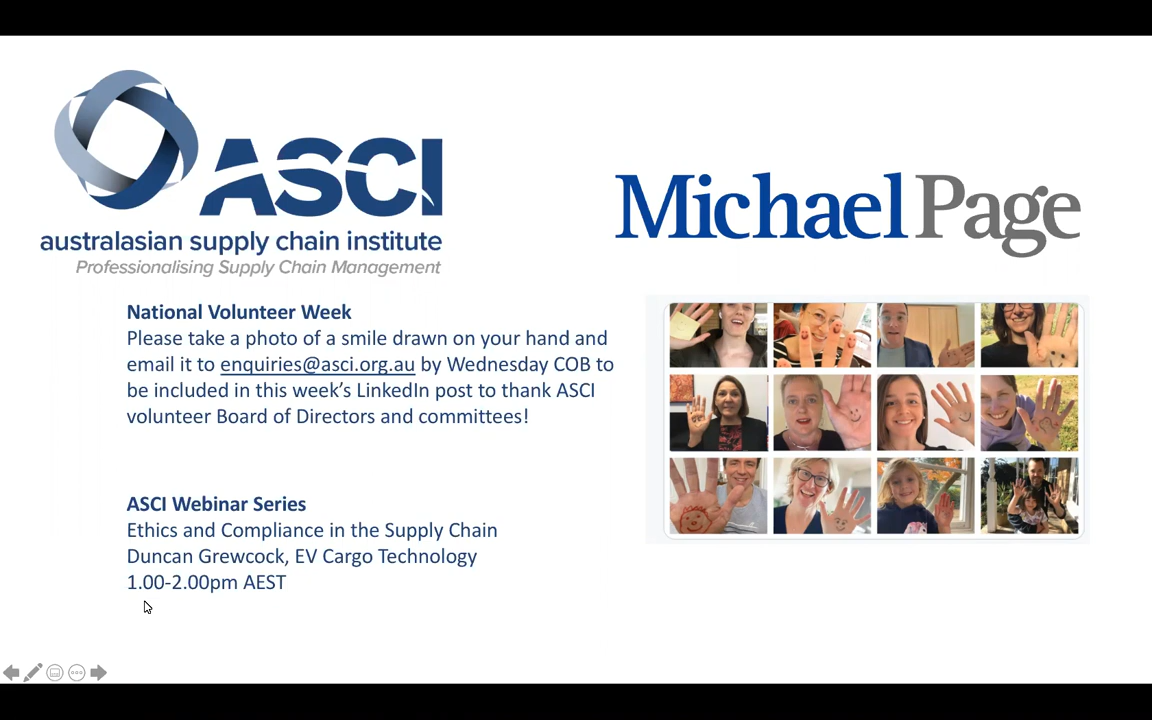 ASCI
australasian supply chain institute
Professionalising Supply Chain Management
MichaelPage
National Volunteer Week
Please take a photo of a smile drawn on your hand and
email it to enquiries@asci.org.au by Wednesday COB to
be included in this week’s LinkedIn post to thank ASCI
volunteer Board of Directors and committees!
ASCI Webinar Series
Ethics and Compliance in the Supply Chain
Duncan Grewcock, EV Cargo Technology
1.00-2.00pm AEST